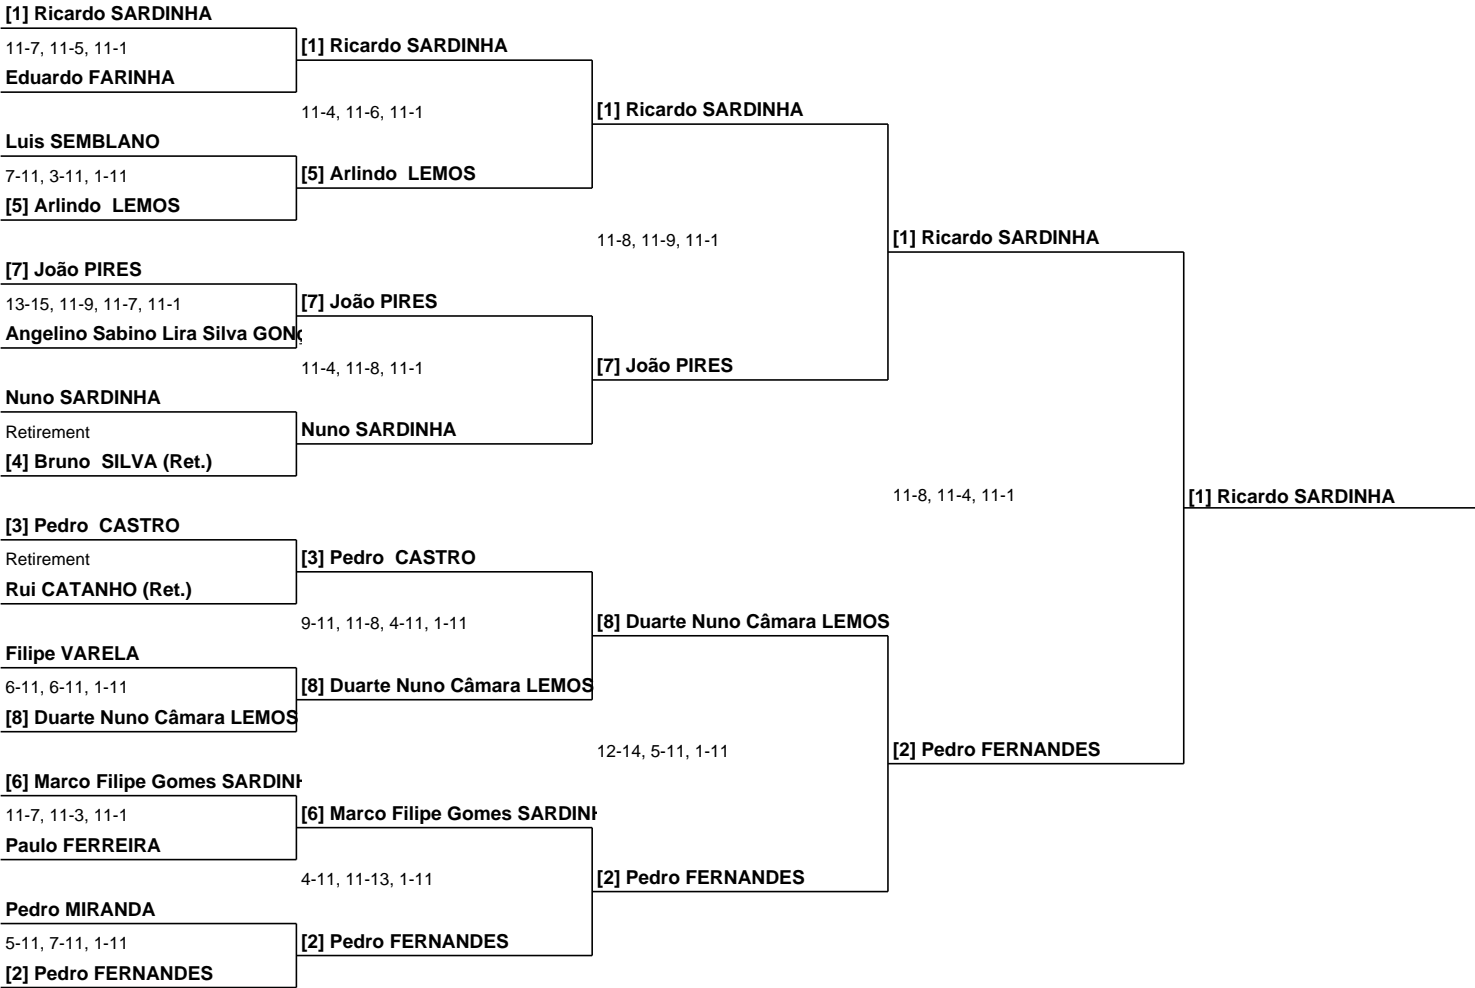 [1] Ricardo SARDINHA
11-7, 11-5, 11-1
Eduardo FARINHA
Luis SEMBLANO
7-11, 3-11, 1-11
[5] Arlindo LEMOS
[7] João PIRES
13-15, 11-9, 11-7, 11-1
Angelino Sabino Lira Silva GONç
Nuno SARDINHA
Retirement
[4] Bruno SILVA (Ret.)
[3] Pedro CASTRO
Retirement
Rui CATANHO (Ret.)
Filipe VARELA
6-11, 6-11, 1-11
[8] Duarte Nuno Câmara LEMOS
[6] Marco Filipe Gomes SARDINH
11-7, 11-3, 11-1
Paulo FERREIRA
Pedro MIRANDA
5-11, 7-11, 1-11
[2] Pedro FERNANDES
[1] Ricardo SARDINHA
11-4, 11-6, 11-1
[5] Arlindo LEMOS
[7] João PIRES
11-4, 11-8, 11-1
Nuno SARDINHA
[3] Pedro CASTRO
9-11, 11-8, 4-11, 1-11
[8] Duarte Nuno Câmara LEMOS
[6] Marco Filipe Gomes SARDINH
4-11, 11-13, 1-11
[2] Pedro FERNANDES
[1] Ricardo SARDINHA
11-8, 11-9, 11-1
[7] João PIRES
[8] Duarte Nuno Câmara LEMOS
12-14, 5-11, 1-11
[2] Pedro FERNANDES
[1] Ricardo SARDINHA
11-8, 11-4, 11-1
[2] Pedro FERNANDES
[1] Ricardo SARDINHA